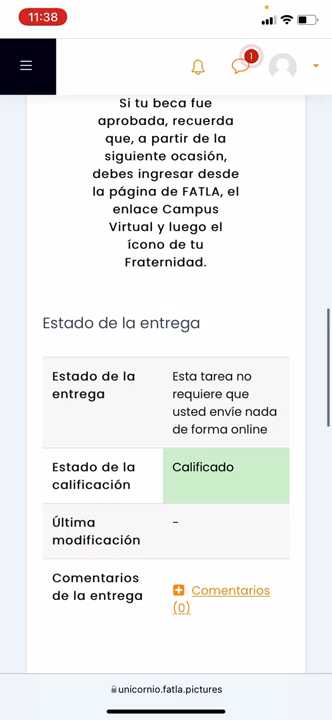 11:38
1
Si tu beca fue
aprobada, recuerda
que, a partir de la
siguiente ocasión,
debes ingresar desde
la página de FATLA, el
enlace Campus
Virtual y luego el
ícono de tu
Fraternidad.
Estado de la entrega
Estado de la
entrega
Esta tarea no
requiere que
usted envíe nada
de forma online
Estado de la
calificación
Calificado
Última
modificación
-
Comentarios
de la entrega
Comentarios
(0)
unicornio.fatla.pictures